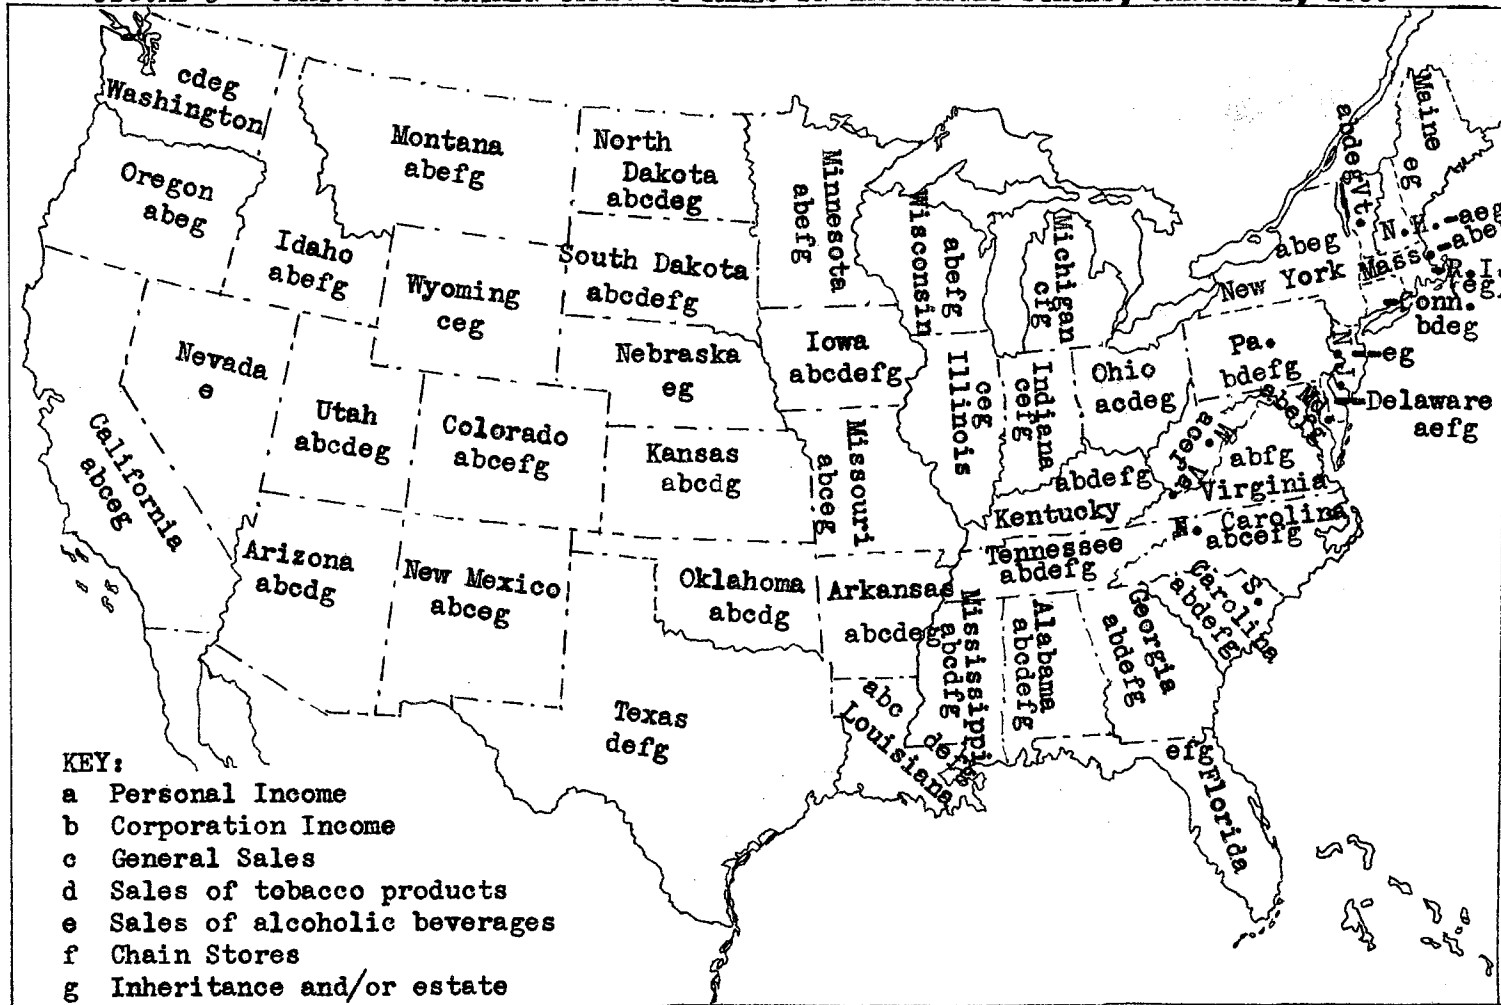 cdeg
Washington
Montana
abefg
North
Dakota
abcdeg
Minnesota
abefg
Oregon
abeg
Idaho
abefg
Wyoming
ceg
South Dakota
abcdefg
Wisconsin
abefg
Michigan
cfg
Maine
eg
abdeg
Vt.
N.H.-aeg
Mass.
-abe
R.I.
eg
Conn.
bdeg
abeg
New York
Nevada
e
Utah
abcdeg
Colorado
abcefg
Nebraska
eg
Iowa
abcdefg
Illinois
ceg
Indiana
cefg
Ohio
acdeg
Pa.
bdefg
N.J.
--eg
Md.
abefg
Delaware
aefg
California
abceg
Kansas
abcdg
Missouri
abceg
abdefg
Kentucky
W. Va.
acefg
abfg
Virginia
N. Carolina
abcefg
Arizona
abcdg
New Mexico
abceg
Oklahoma
abcdg
Arkansas
abcdeg
Tennessee
abdefg
S.
Carolina
abdefg
Mississippi
abcdfg
Alabama
abcdefg
Georgia
abdefg
Texas
defg
abc defg
Louisiana
efg
Florida
KEY:
a Personal Income
b Corporation Income
c General Sales
d Sales of tobacco products
e Sales of alcoholic beverages
f Chain Stores
g Inheritance and/or estate